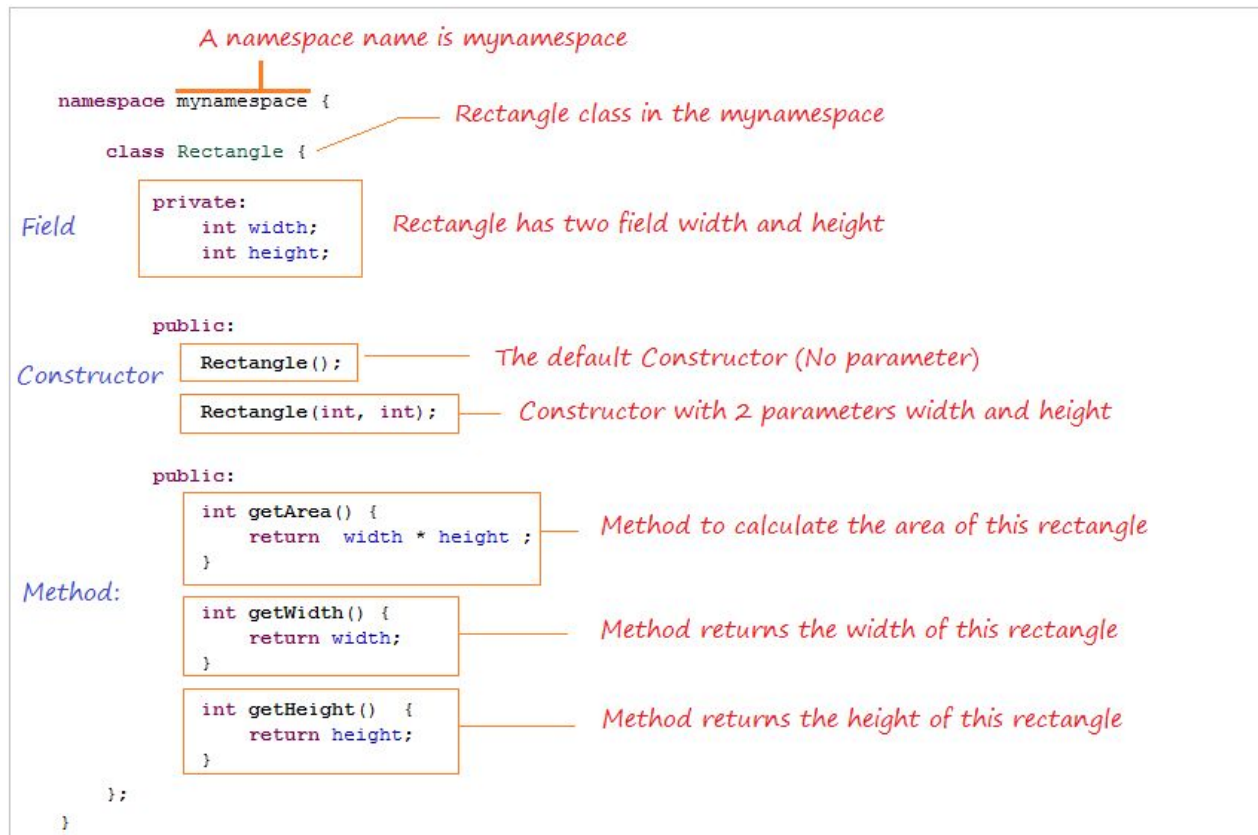 A namespace name is mynamespace
namespace mynamespace {
Rectangle class in the mynamespace
class Rectangle {
Field
private:
int width;
int height;
Rectangle has two field width and height
public:
Constructor
Rectangle();
The default Constructor (No parameter)
Rectangle(int, int);
Constructor with 2 parameters width and height
public:
int getArea() {
return width * height ;
}
Method to calculate the area of this rectangle
Method:
int getWidth() {
return width;
}
Method returns the width of this rectangle
int getHeight() {
return height;
}
Method returns the height of this rectangle
};
}